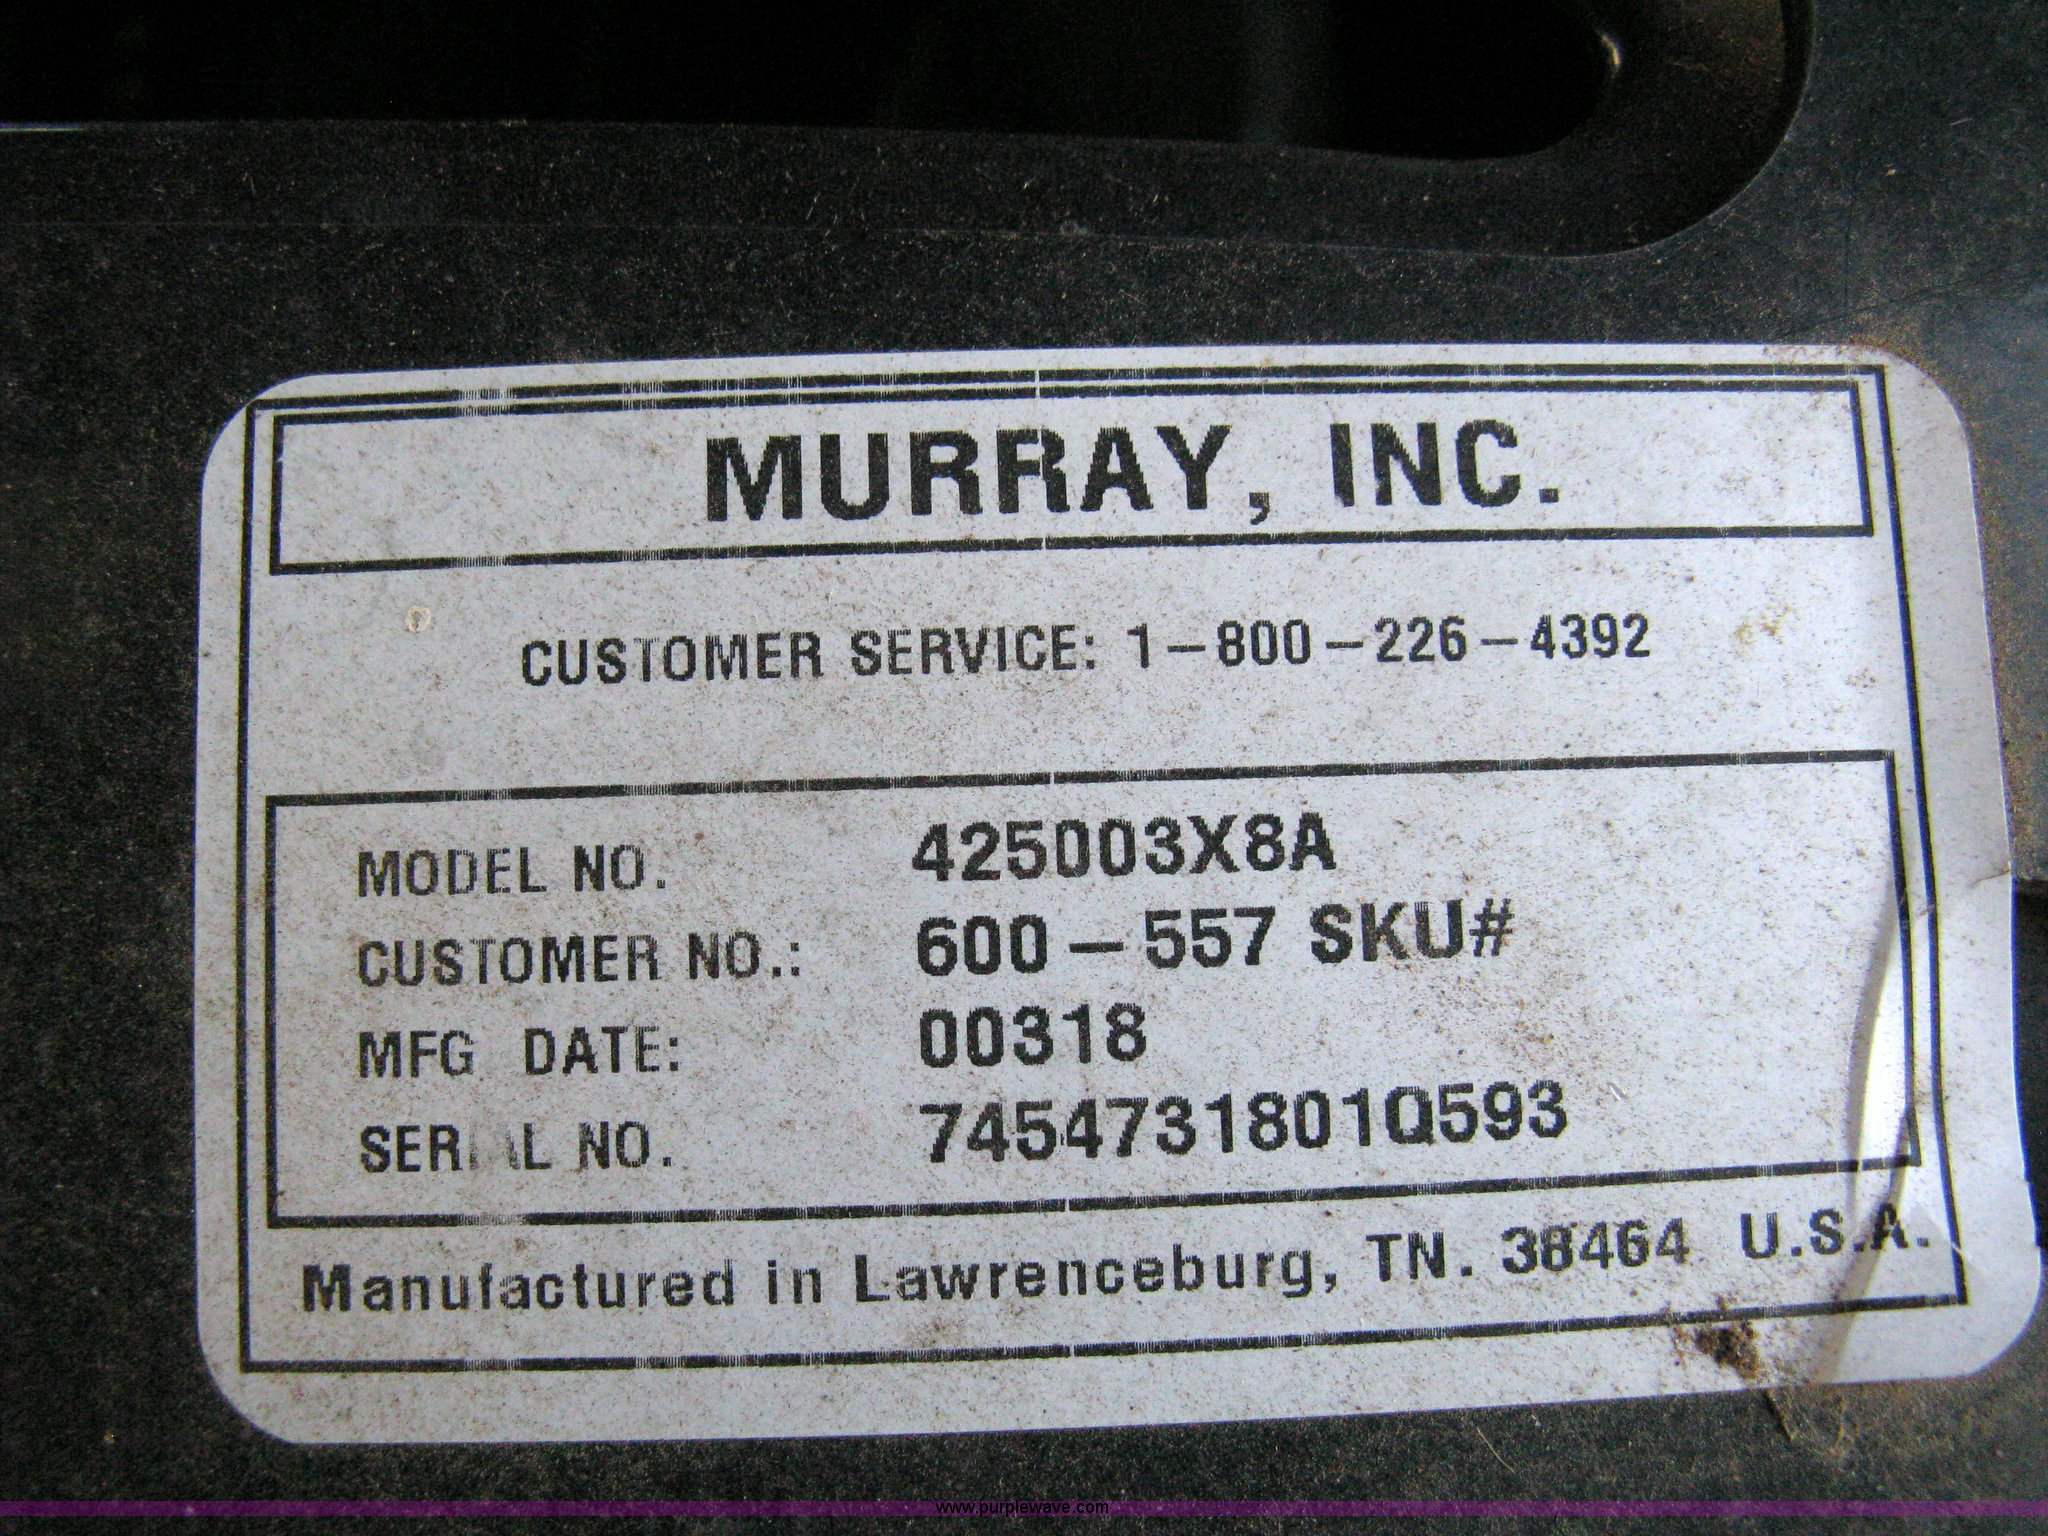 MURRAY, INC.
CUSTOMER SERVICE: 1-800-226-4392
MODEL NO. 425003X8A
CUSTOMER NO.: 600-557 SKU#
MFG DATE: 00318
SERIAL NO. 7454731801Q593
Manufactured in Lawrenceburg, TN. 38464 U.S.A.
www.purplewave.com